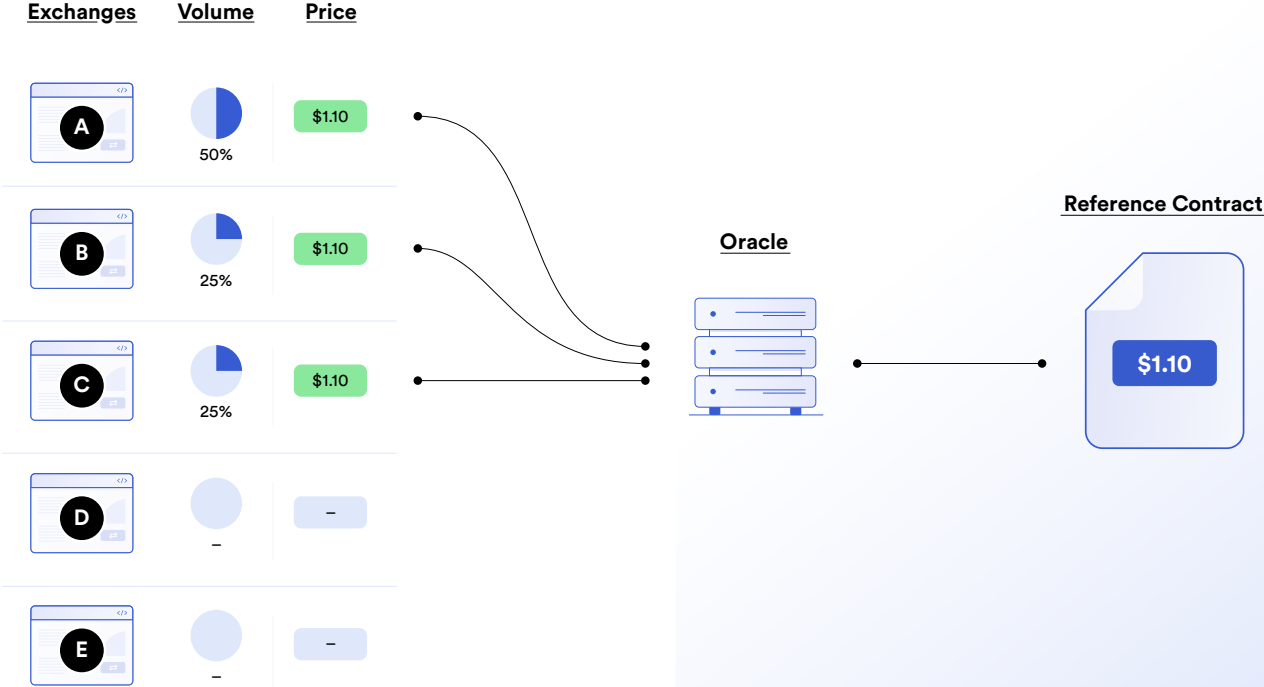 Exchanges Volume Price
</>
A
$1.10
50%
</>
B
$1.10
25%
</>
C
$1.10
25%
</>
D
–
–
</>
E
–
–
Oracle
Reference Contract
$1.10